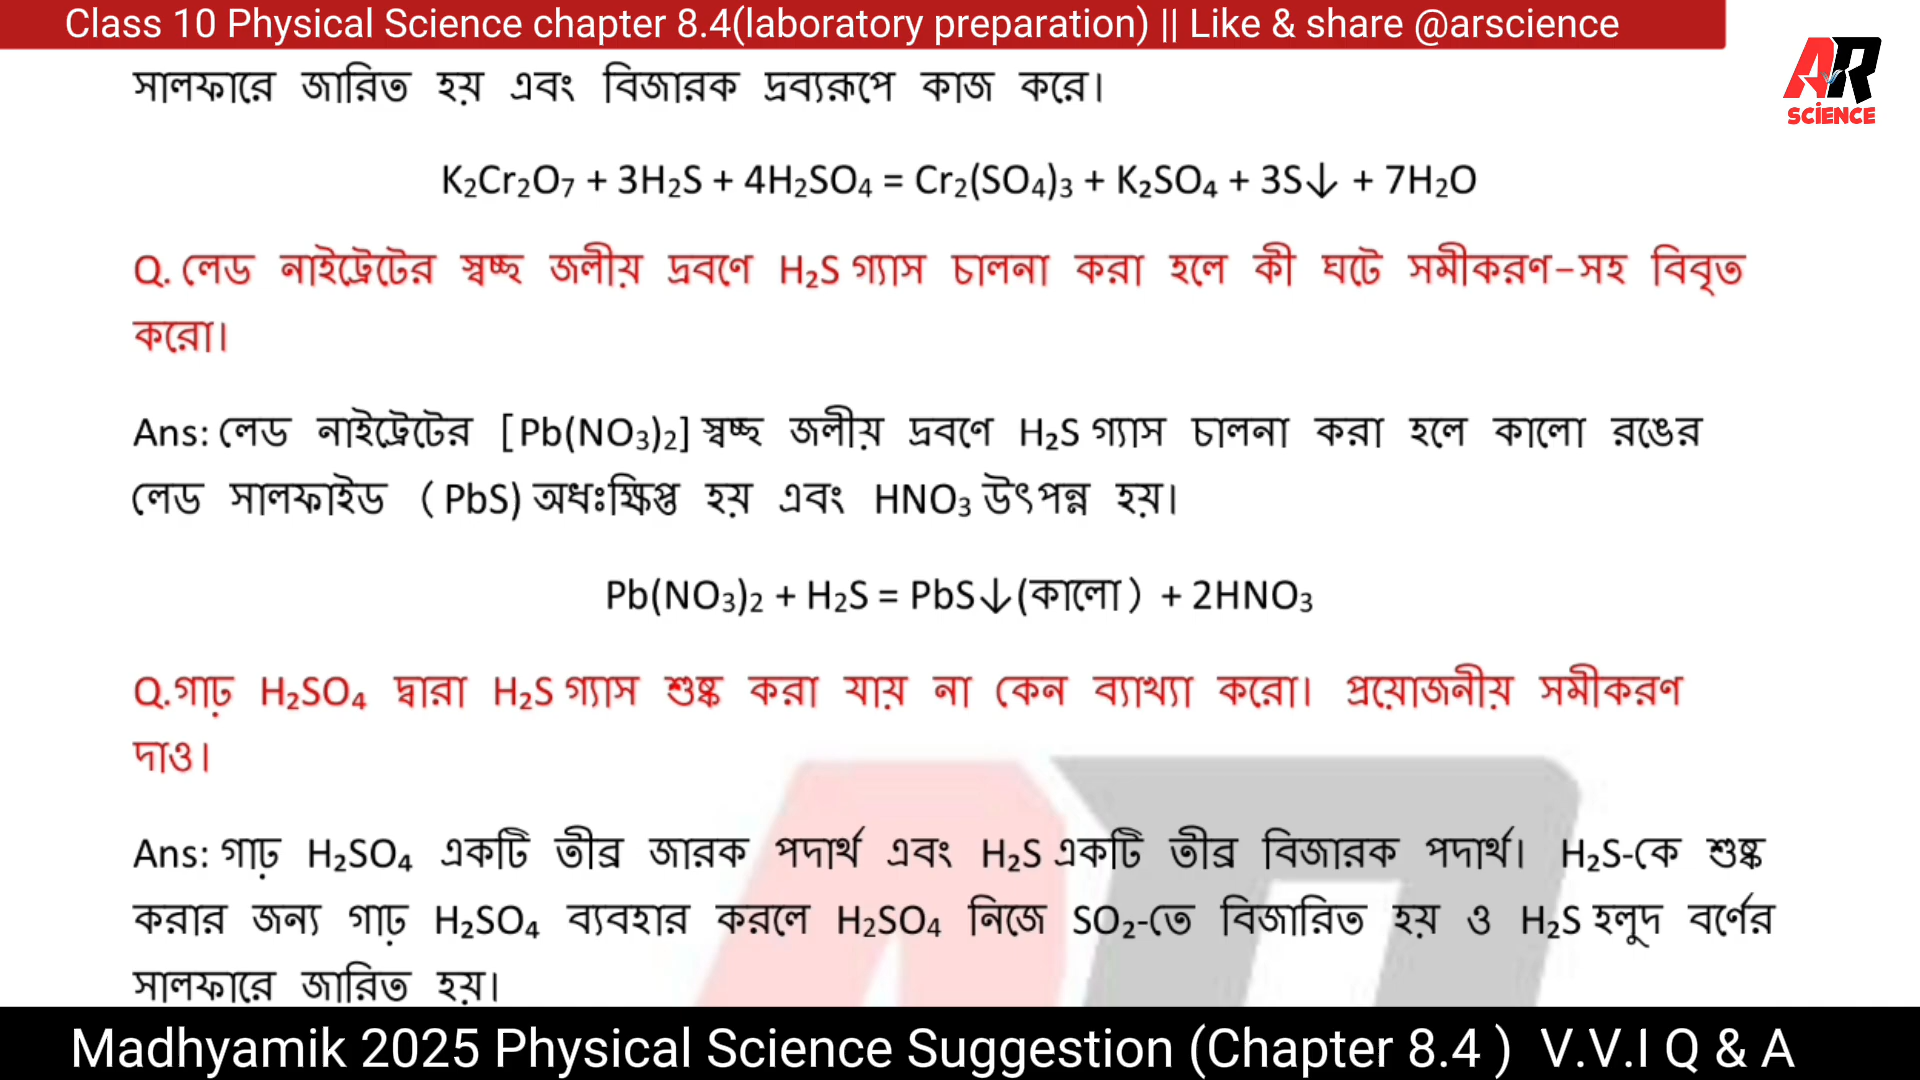 Class 10 Physical Science chapter 8.4(laboratory preparation) || Like & share @arscience
AR
SCIENCE
সালফারে জারিত হয় এবং বিজারক দ্রব্যরূপে কাজ করে।
K₂Cr₂O₇ + 3H₂S + 4H₂SO₄ = Cr₂(SO₄)₃ + K₂SO₄ + 3S↓ + 7H₂O
Q. লেড নাইট্রেটের স্বচ্ছ জলীয় দ্রবণে H₂S গ্যাস চালনা করা হলে কী ঘটে সমীকরণ-সহ বিবৃত
করো।
Ans: লেড নাইট্রেটের [Pb(NO₃)₂] স্বচ্ছ জলীয় দ্রবণে H₂S গ্যাস চালনা করা হলে কালো রঙের
লেড সালফাইড ( PbS) অধঃক্ষিপ্ত হয় এবং HNO₃ উৎপন্ন হয়।
Pb(NO₃)₂ + H₂S = PbS↓(কালো ) + 2HNO₃
Q.গাঢ় H₂SO₄ দ্বারা H₂S গ্যাস শুষ্ক করা যায় না কেন ব্যাখ্যা করো। প্রয়োজনীয় সমীকরণ
দাও।
Ans: গাঢ় H₂SO₄ একটি তীব্র জারক পদার্থ এবং H₂S একটি তীব্র বিজারক পদার্থ। H₂S-কে শুষ্ক
করার জন্য গাঢ় H₂SO₄ ব্যবহার করলে H₂SO₄ নিজে SO₂-তে বিজারিত হয় ও H₂S হলুদ বর্ণের
সালফারে জারিত হয়।
Madhyamik 2025 Physical Science Suggestion (Chapter 8.4 ) V.V.I Q & A